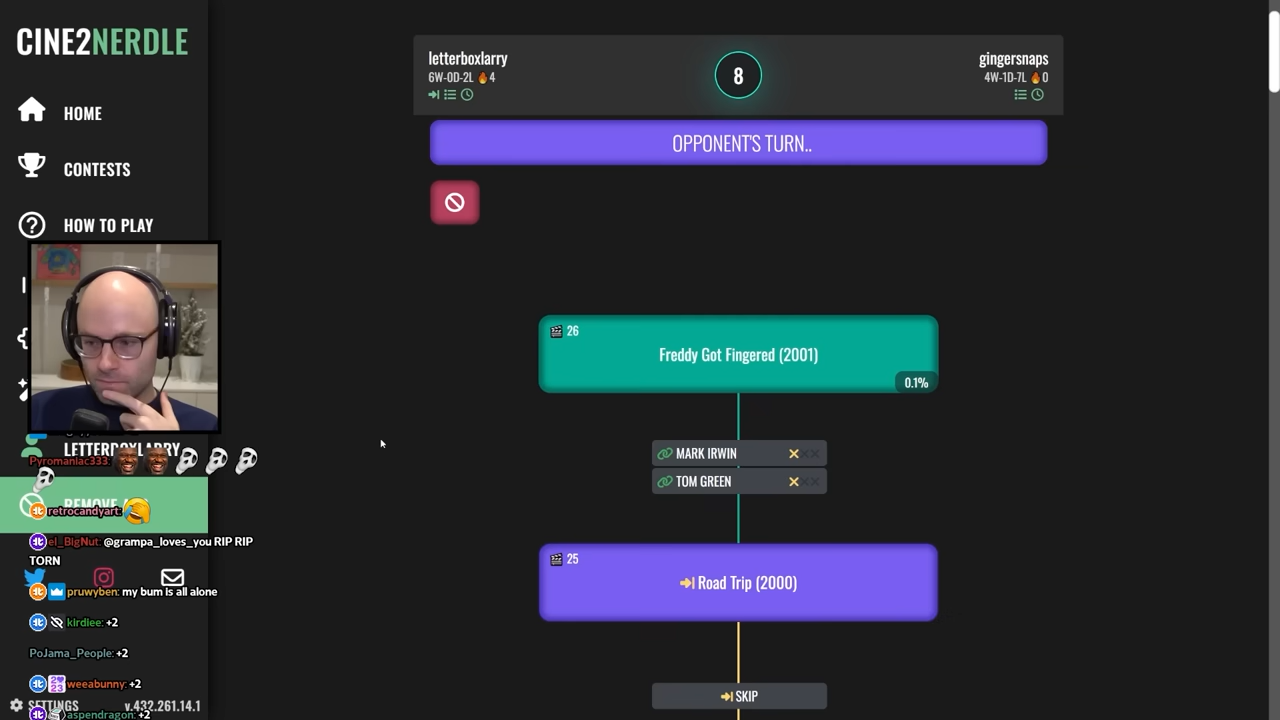 CINE2NERDLE
HOME
CONTESTS
HOW TO PLAY
LETTERBOXLARRY
REMOVE
SETTINGS
v.432.261.14.1
letterboxlarry
6W-0D-2L 4
8
gingersnaps
4W-1D-7L 0
OPPONENT'S TURN..
26
Freddy Got Fingered (2001)
0.1%
MARK IRWIN
TOM GREEN
25
Road Trip (2000)
SKIP
Pyromaniac333:
retrocandyart:
el_BigNut: @grampa_loves_you RIP RIP
TORN
pruwyben: my bum is all alone
kirdiee: +2
PoJama_People: +2
weeabunny: +2
aspendragon: +2